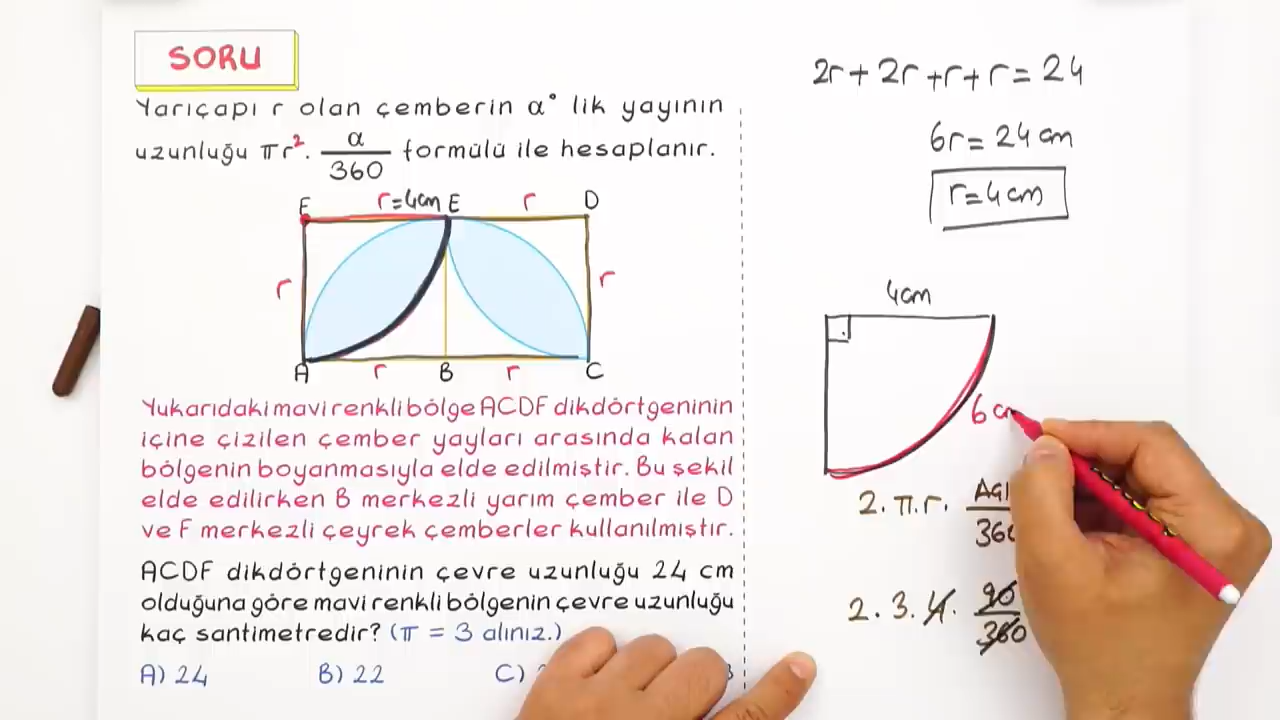 SORU
Yarıçapı r olan çemberin α° lik yayının
uzunluğu πr². α/360 formülü ile hesaplanır.
F r=4cm E r D
r r
A r B r C
Yukarıdaki mavi renkli bölge ACDF dikdörtgeninin
içine çizilen çember yayları arasında kalan
bölgenin boyanmasıyla elde edilmiştir. Bu şekil
elde edilirken B merkezli yarım çember ile D
ve F merkezli çeyrek çemberler kullanılmıştır.
ACDF dikdörtgeninin çevre uzunluğu 24 cm
olduğuna göre mavi renkli bölgenin çevre uzunluğu
kaç santimetredir? (π = 3 alınız.)
A) 24 B) 22 C)
2r + 2r + r + r = 24
6r = 24 cm
r = 4 cm
4cm
6 c
2. π. r.
2. 3. 4. 90/360